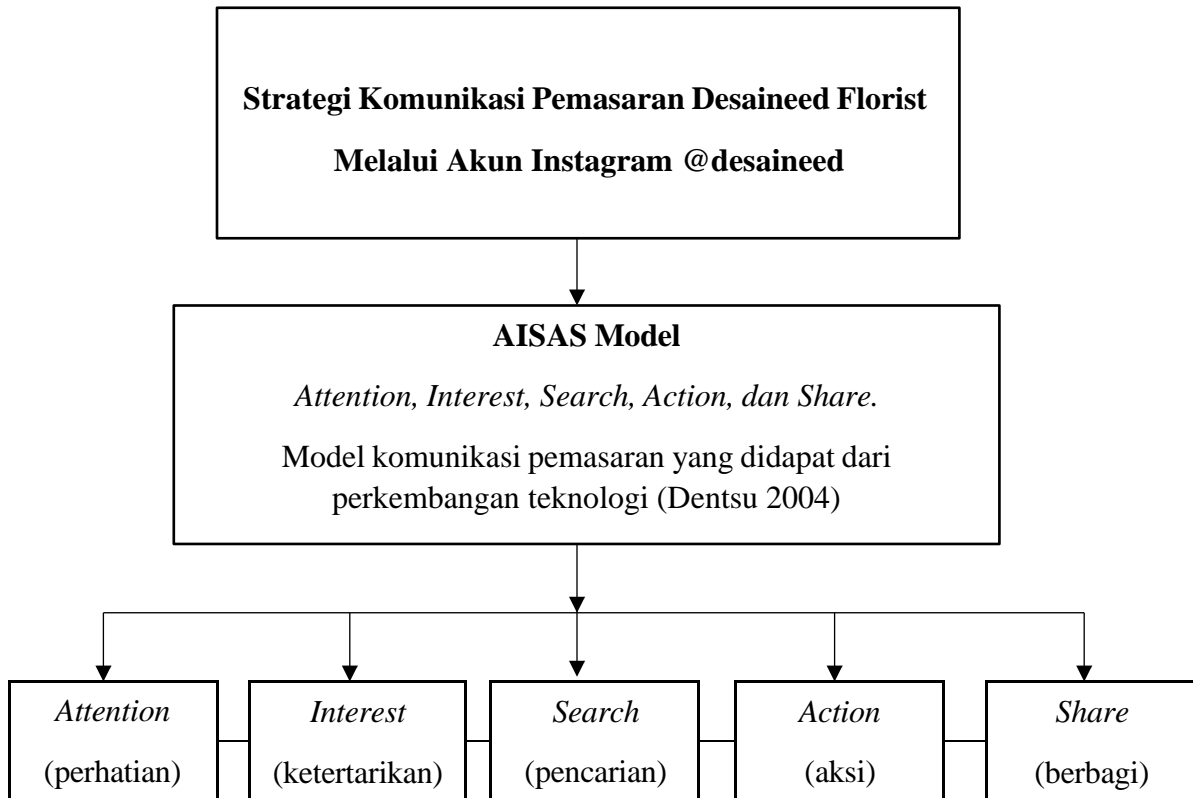 Strategi Komunikasi Pemasaran Desaineed Florist
Melalui Akun Instagram @desaineed
AISAS Model
Attention, Interest, Search, Action, dan Share.
Model komunikasi pemasaran yang didapat dari
perkembangan teknologi (Dentsu 2004)
Attention
(perhatian)
Interest
(ketertarikan)
Search
(pencarian)
Action
(aksi)
Share
(berbagi)